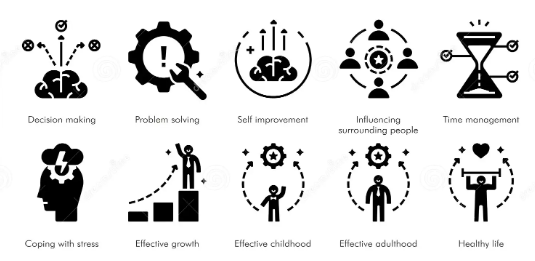 Decision making
Problem solving
Self improvement
Influencing
surrounding people
Time management
Coping with stress
Effective growth
Effective childhood
Effective adulthood
Healthy life